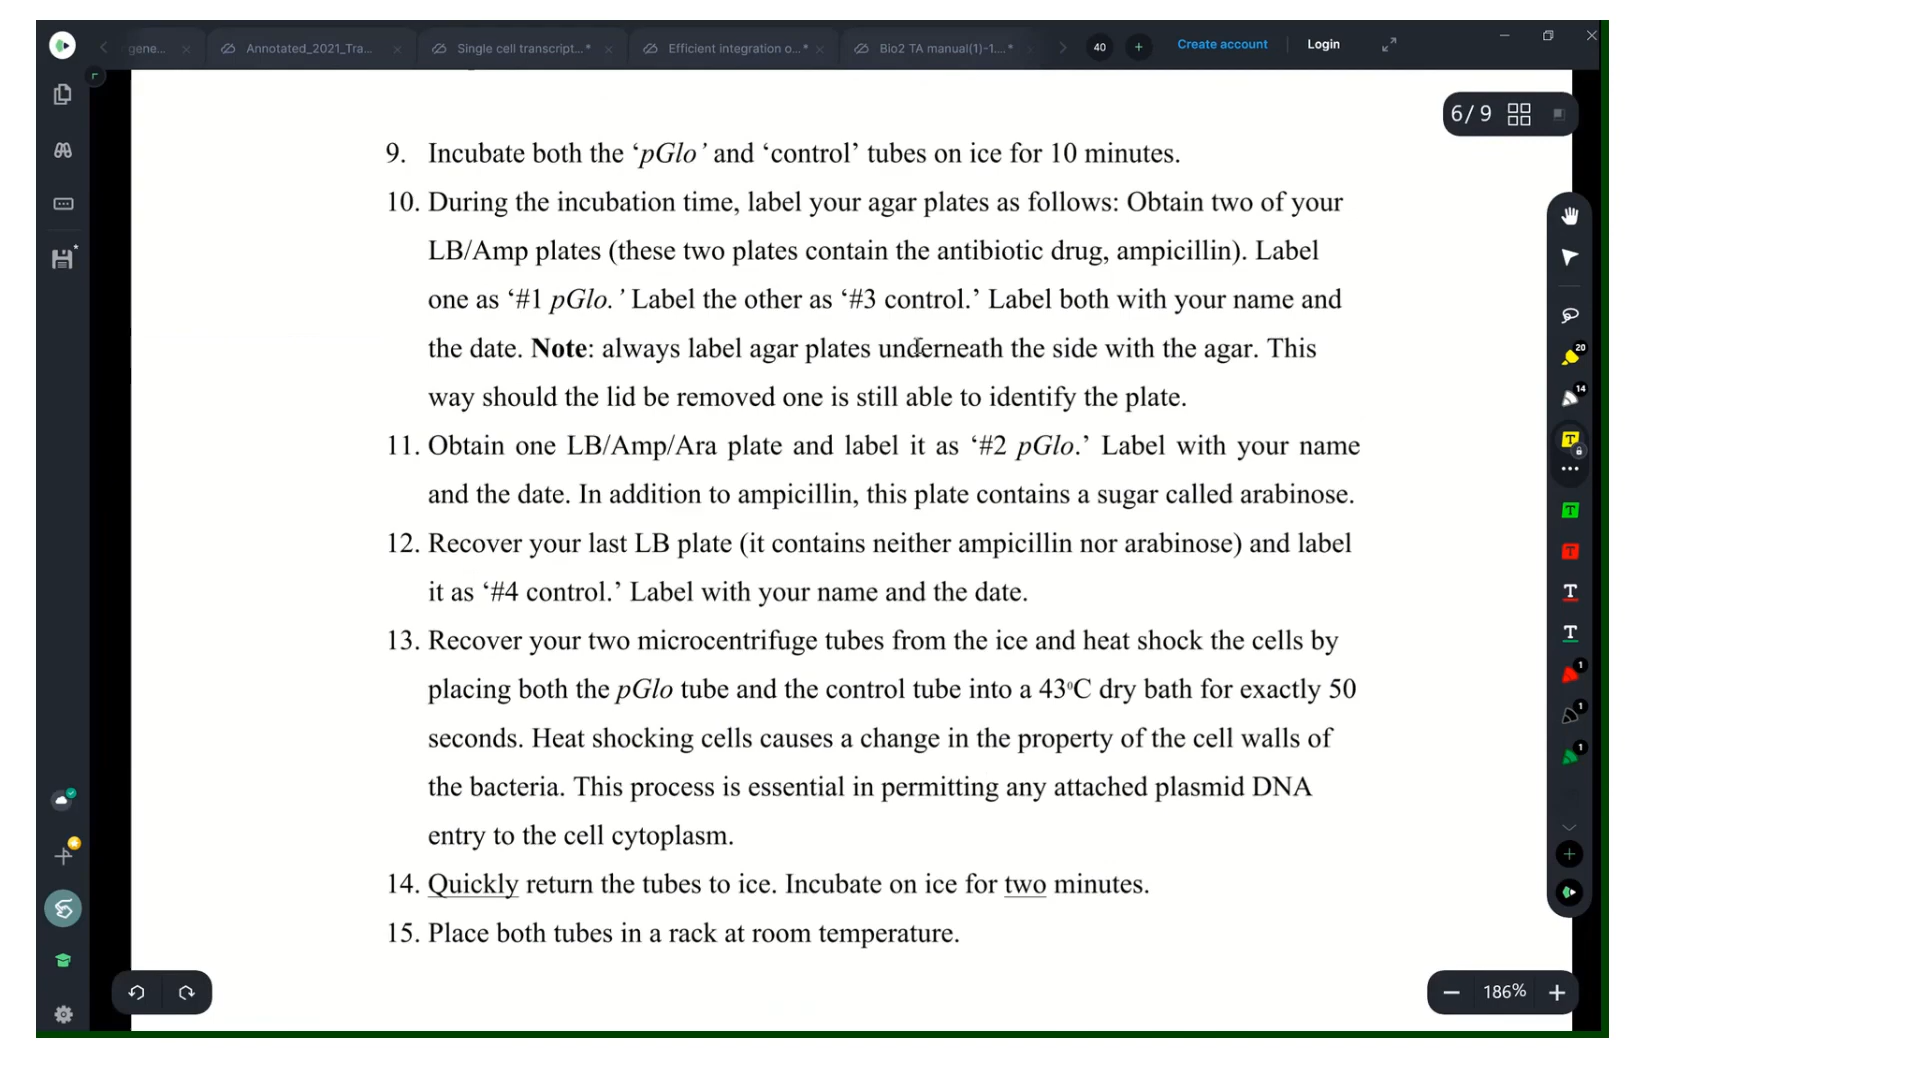 gene...
Annotated_2021_Tra...
Single cell transcript...*
Efficient integration o...*
Bio2 TA manual(1)-1....*
40
Create account
Login
6/9
9. Incubate both the ‘pGlo’ and ‘control’ tubes on ice for 10 minutes.
10. During the incubation time, label your agar plates as follows: Obtain two of your
LB/Amp plates (these two plates contain the antibiotic drug, ampicillin). Label
one as ‘#1 pGlo.’ Label the other as ‘#3 control.’ Label both with your name and
the date. Note: always label agar plates underneath the side with the agar. This
way should the lid be removed one is still able to identify the plate.
11. Obtain one LB/Amp/Ara plate and label it as ‘#2 pGlo.’ Label with your name
and the date. In addition to ampicillin, this plate contains a sugar called arabinose.
12. Recover your last LB plate (it contains neither ampicillin nor arabinose) and label
it as ‘#4 control.’ Label with your name and the date.
13. Recover your two microcentrifuge tubes from the ice and heat shock the cells by
placing both the pGlo tube and the control tube into a 43⁰C dry bath for exactly 50
seconds. Heat shocking cells causes a change in the property of the cell walls of
the bacteria. This process is essential in permitting any attached plasmid DNA
entry to the cell cytoplasm.
14. Quickly return the tubes to ice. Incubate on ice for two minutes.
15. Place both tubes in a rack at room temperature.
20
14
T
T
T
T
T
1
1
1
186%